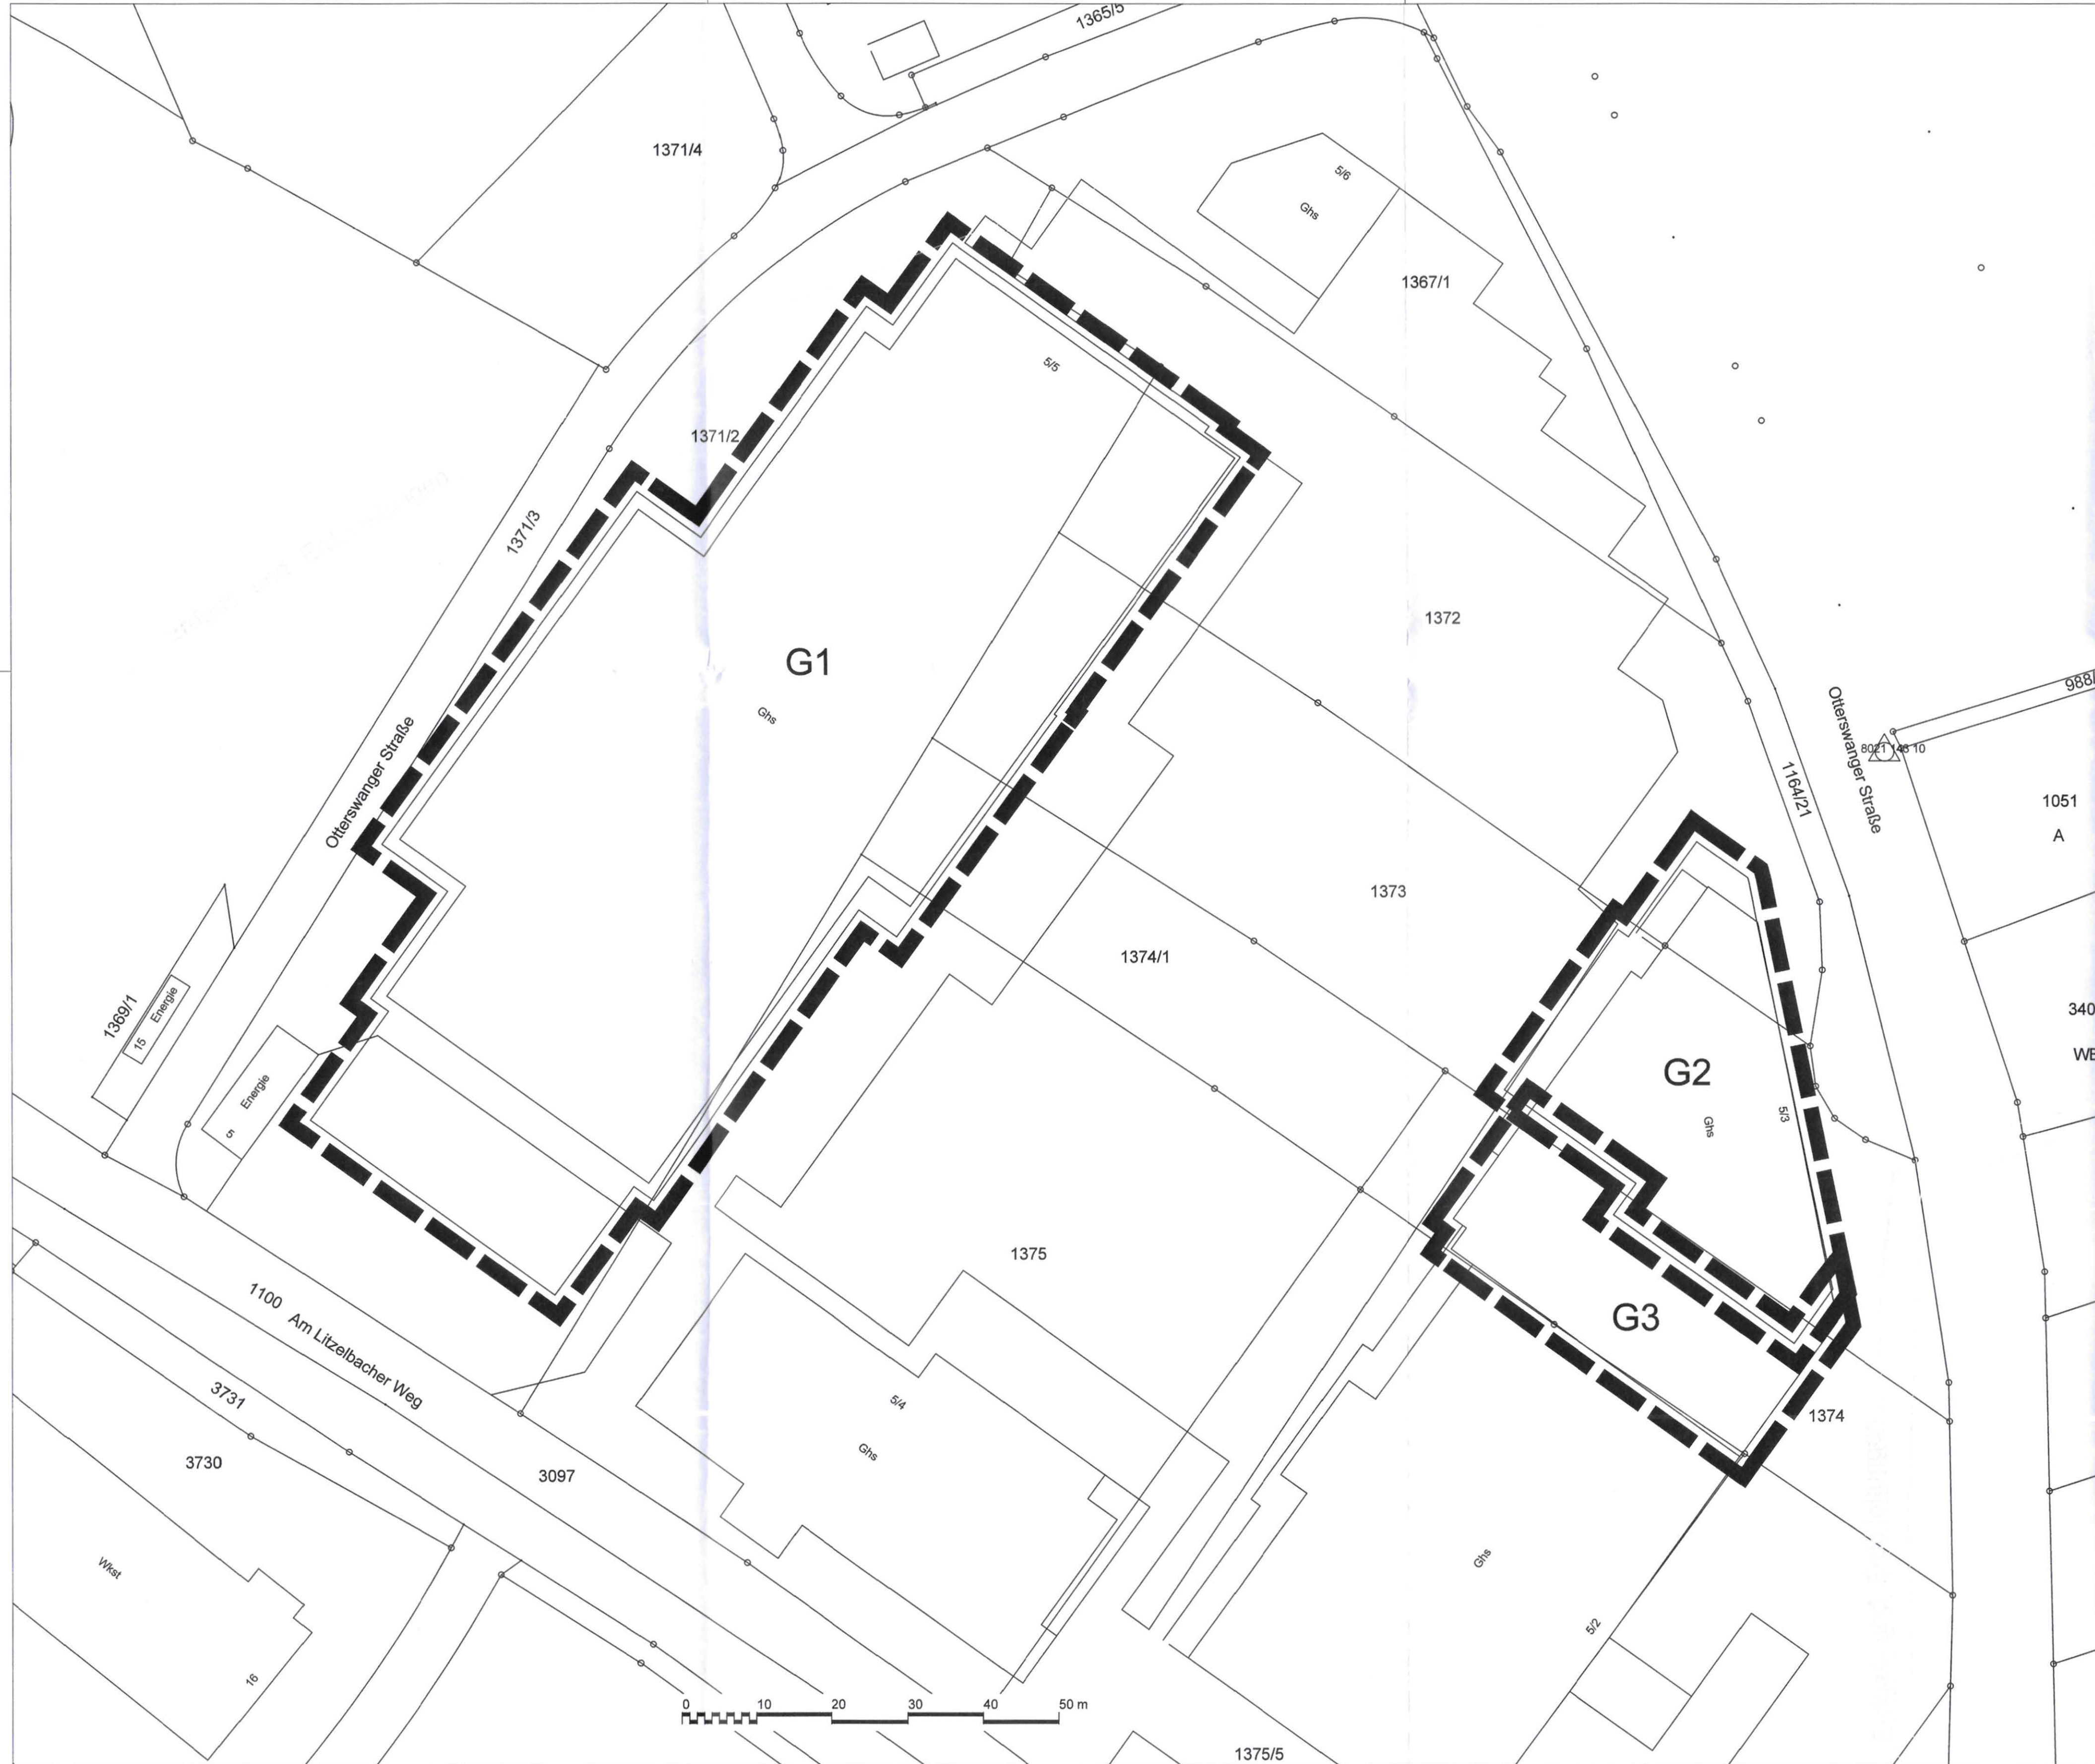 1365/5
1371/4
5/6
Ghs
1367/1
5/5
1371/2
1371/3
1372
G1
Ghs
988/
Otterswanger Straße
Otterswanger Straße
8021 148 10
1164/21
1051
A
1373
1374/1
1369/1
15 Energie
340
G2
Ghs
5/3
Energie
5
1375
1100 Am Litzelbacher Weg
G3
3731
5/4
Ghs
1374
3730
3097
Wkst
Ghs
5/2
16
0 10 20 30 40 50 m
1375/5